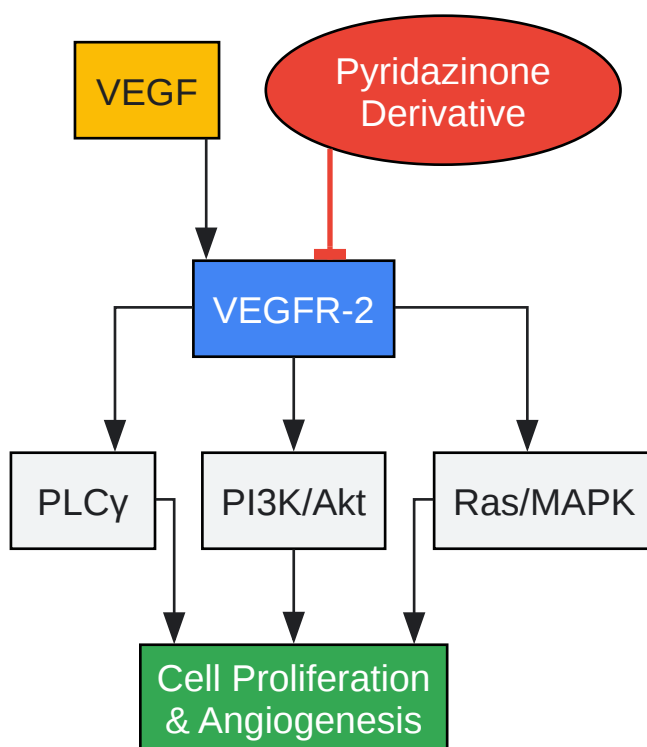 VEGF
Pyridazinone
Derivative
VEGFR-2
PLCγ
PI3K/Akt
Ras/MAPK
Cell Proliferation
& Angiogenesis